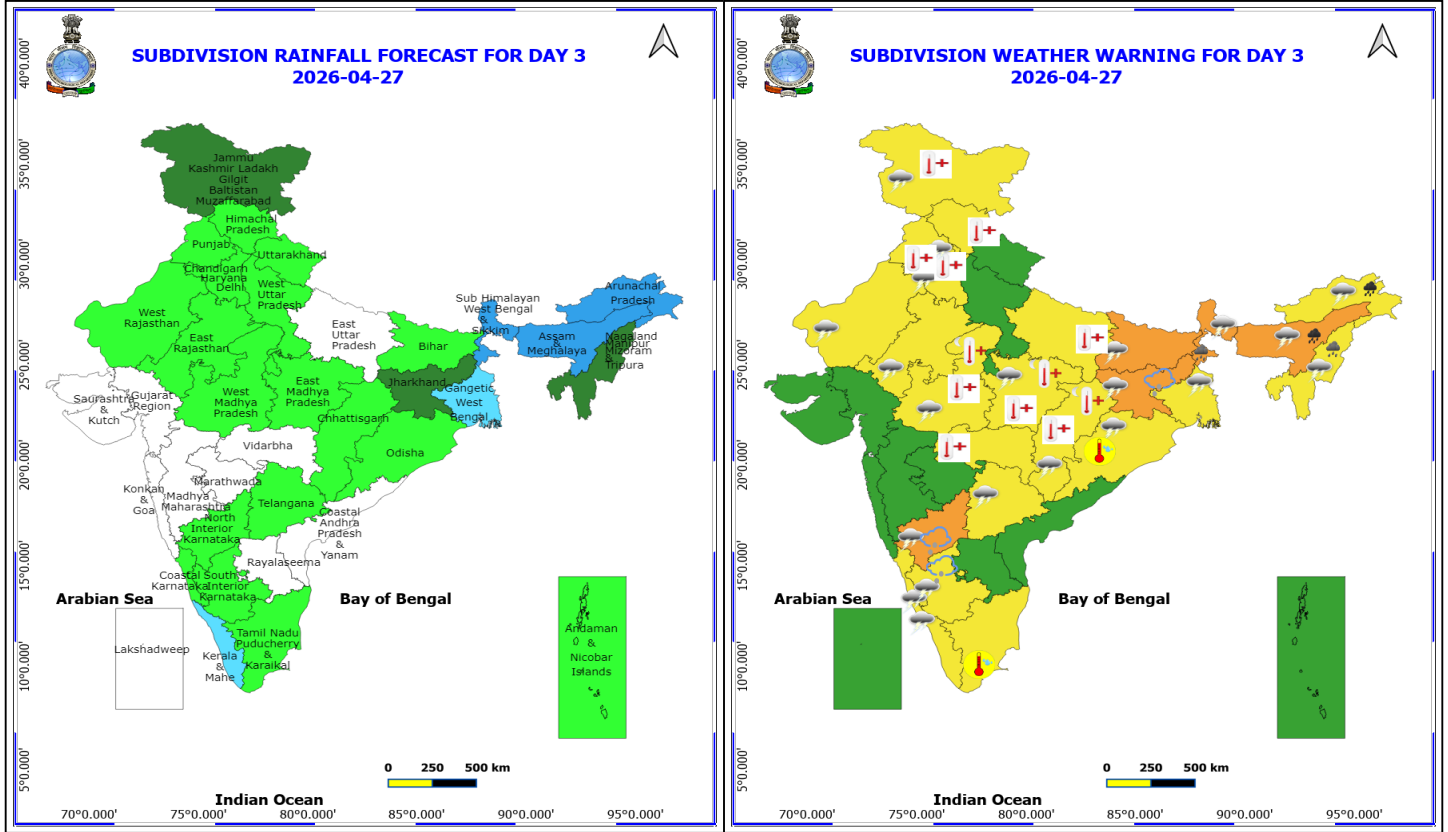 SUBDIVISION RAINFALL FORECAST FOR DAY 3
2026-04-27
40°0.000'
35°0.000'
30°0.000'
25°0.000'
20°0.000'
15°0.000'
10°0.000'
5°0.000'
Jammu
Kashmir Ladakh
Gilgit
Baltistan
Muzaffarabad
Himachal
Pradesh
Punjab
Uttarakhand
Chandigarh
Haryana
Delhi
West
Uttar
Pradesh
West
Rajasthan
East
Rajasthan
East
Uttar
Pradesh
Bihar
Sub Himalayan
West Bengal
&
Sikkim
Arunachal
Pradesh
Assam
&
Meghalaya
Nagaland
Manipur
Mizoram
&
Tripura
Saurashtra
&
Kutch
Gujarat
Region
West
Madhya
Pradesh
East
Madhya
Pradesh
Jharkhand
Gangetic
West
Bengal
Chhattisgarh
Vidarbha
Odisha
Marathwada
Konkan
&
Goa
Madhya
Maharashtra
Telangana
North
Interior
Karnataka
Coastal
Andhra
Pradesh
&
Yanam
Rayalaseema
Coastal
Karnataka
South
Interior
Karnataka
Arabian Sea
Bay of Bengal
Lakshadweep
Kerala
&
Mahe
Tamil Nadu
Puducherry
&
Karaikal
Andaman
&
Nicobar
Islands
0 250 500 km
Indian Ocean
70°0.000' 75°0.000' 80°0.000' 85°0.000' 90°0.000' 95°0.000'
SUBDIVISION WEATHER WARNING FOR DAY 3
2026-04-27
40°0.000'
35°0.000'
30°0.000'
25°0.000'
20°0.000'
15°0.000'
10°0.000'
5°0.000'
Arabian Sea
Bay of Bengal
0 250 500 km
Indian Ocean
70°0.000' 75°0.000' 80°0.000' 85°0.000' 90°0.000' 95°0.000'